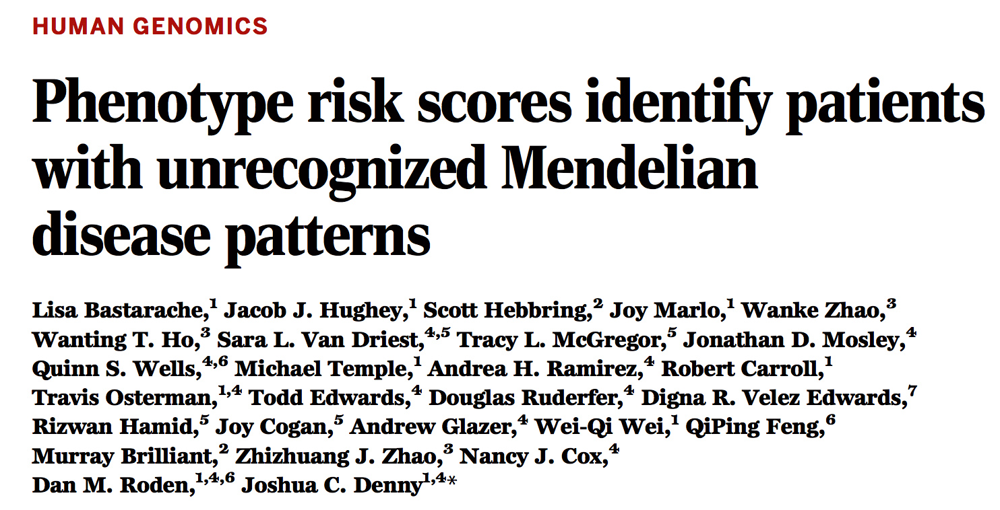 HUMAN GENOMICS
Phenotype risk scores identify patients
with unrecognized Mendelian
disease patterns
Lisa Bastarache,¹ Jacob J. Hughey,¹ Scott Hebbring,² Joy Marlo,¹ Wanke Zhao,³
Wanting T. Ho,³ Sara L. Van Driest,⁴,⁵ Tracy L. McGregor,⁵ Jonathan D. Mosley,⁴
Quinn S. Wells,⁴,⁶ Michael Temple,¹ Andrea H. Ramirez,⁴ Robert Carroll,¹
Travis Osterman,¹,⁴ Todd Edwards,⁴ Douglas Ruderfer,⁴ Digna R. Velez Edwards,⁷
Rizwan Hamid,⁵ Joy Cogan,⁵ Andrew Glazer,⁴ Wei-Qi Wei,¹ QiPing Feng,⁶
Murray Brilliant,² Zhizhuang J. Zhao,³ Nancy J. Cox,⁴
Dan M. Roden,¹,⁴,⁶ Joshua C. Denny¹,⁴*